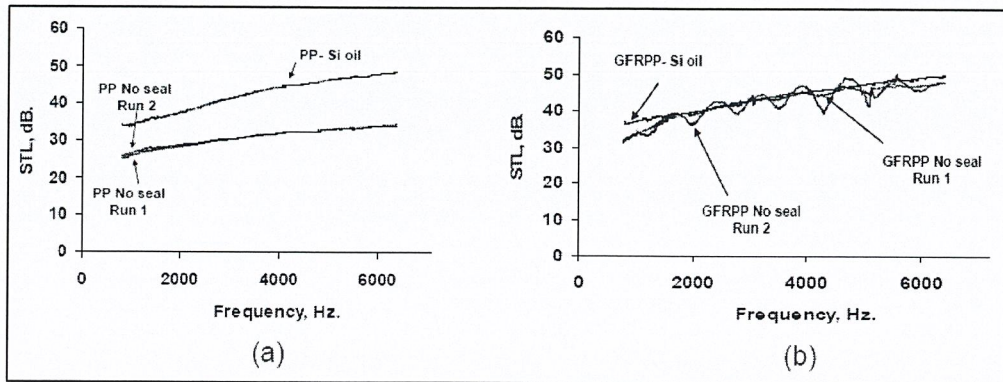 60
50
40
30
20
10
0
STL, dB.
PP- Si oil
PP No seal
Run 2
PP No seal
Run 1
0
2000
4000
6000
Frequency, Hz.
(a)
60
50
40
30
20
10
0
STL, dB.
GFRPP- Si oil
GFRPP No seal
Run 1
GFRPP No seal
Run 2
0
2000
4000
6000
Frequency, Hz.
(b)